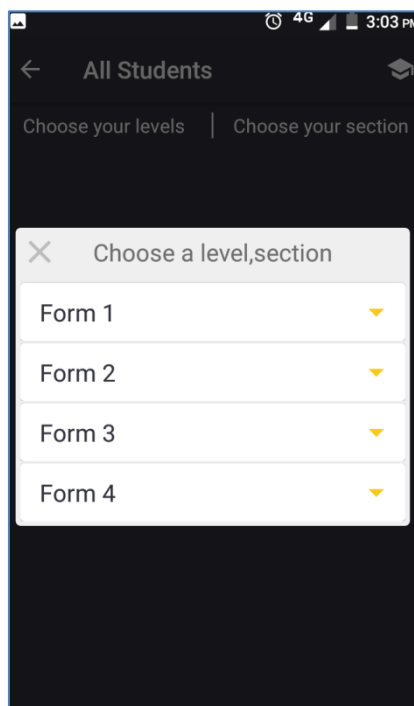 4G 3:03 PM
All Students
Choose your levels | Choose your section
Choose a level,section
Form 1
Form 2
Form 3
Form 4